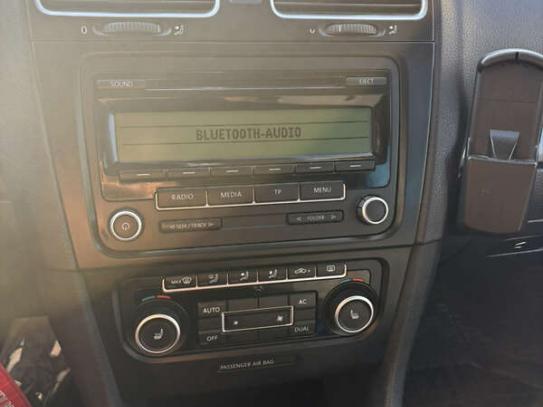 0
SOUND
EJECT
BLUETOOTH-AUDIO
RADIO MEDIA TP MENU
SEEK/TRACK
< FOLDER >
MAX
AUTO
AC
OFF
DUAL
PASSENGER AIR BAG